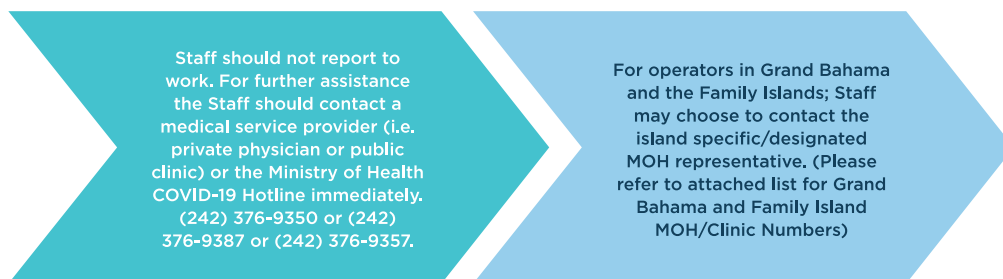 Staff should not report to
work. For further assistance
the Staff should contact a
medical service provider (i.e.
private physician or public
clinic) or the Ministry of Health
COVID-19 Hotline immediately.
(242) 376-9350 or (242)
376-9387 or (242) 376-9357.
For operators in Grand Bahama
and the Family Islands; Staff
may choose to contact the
island specific/designated
MOH representative. (Please
refer to attached list for Grand
Bahama and Family Island
MOH/Clinic Numbers)